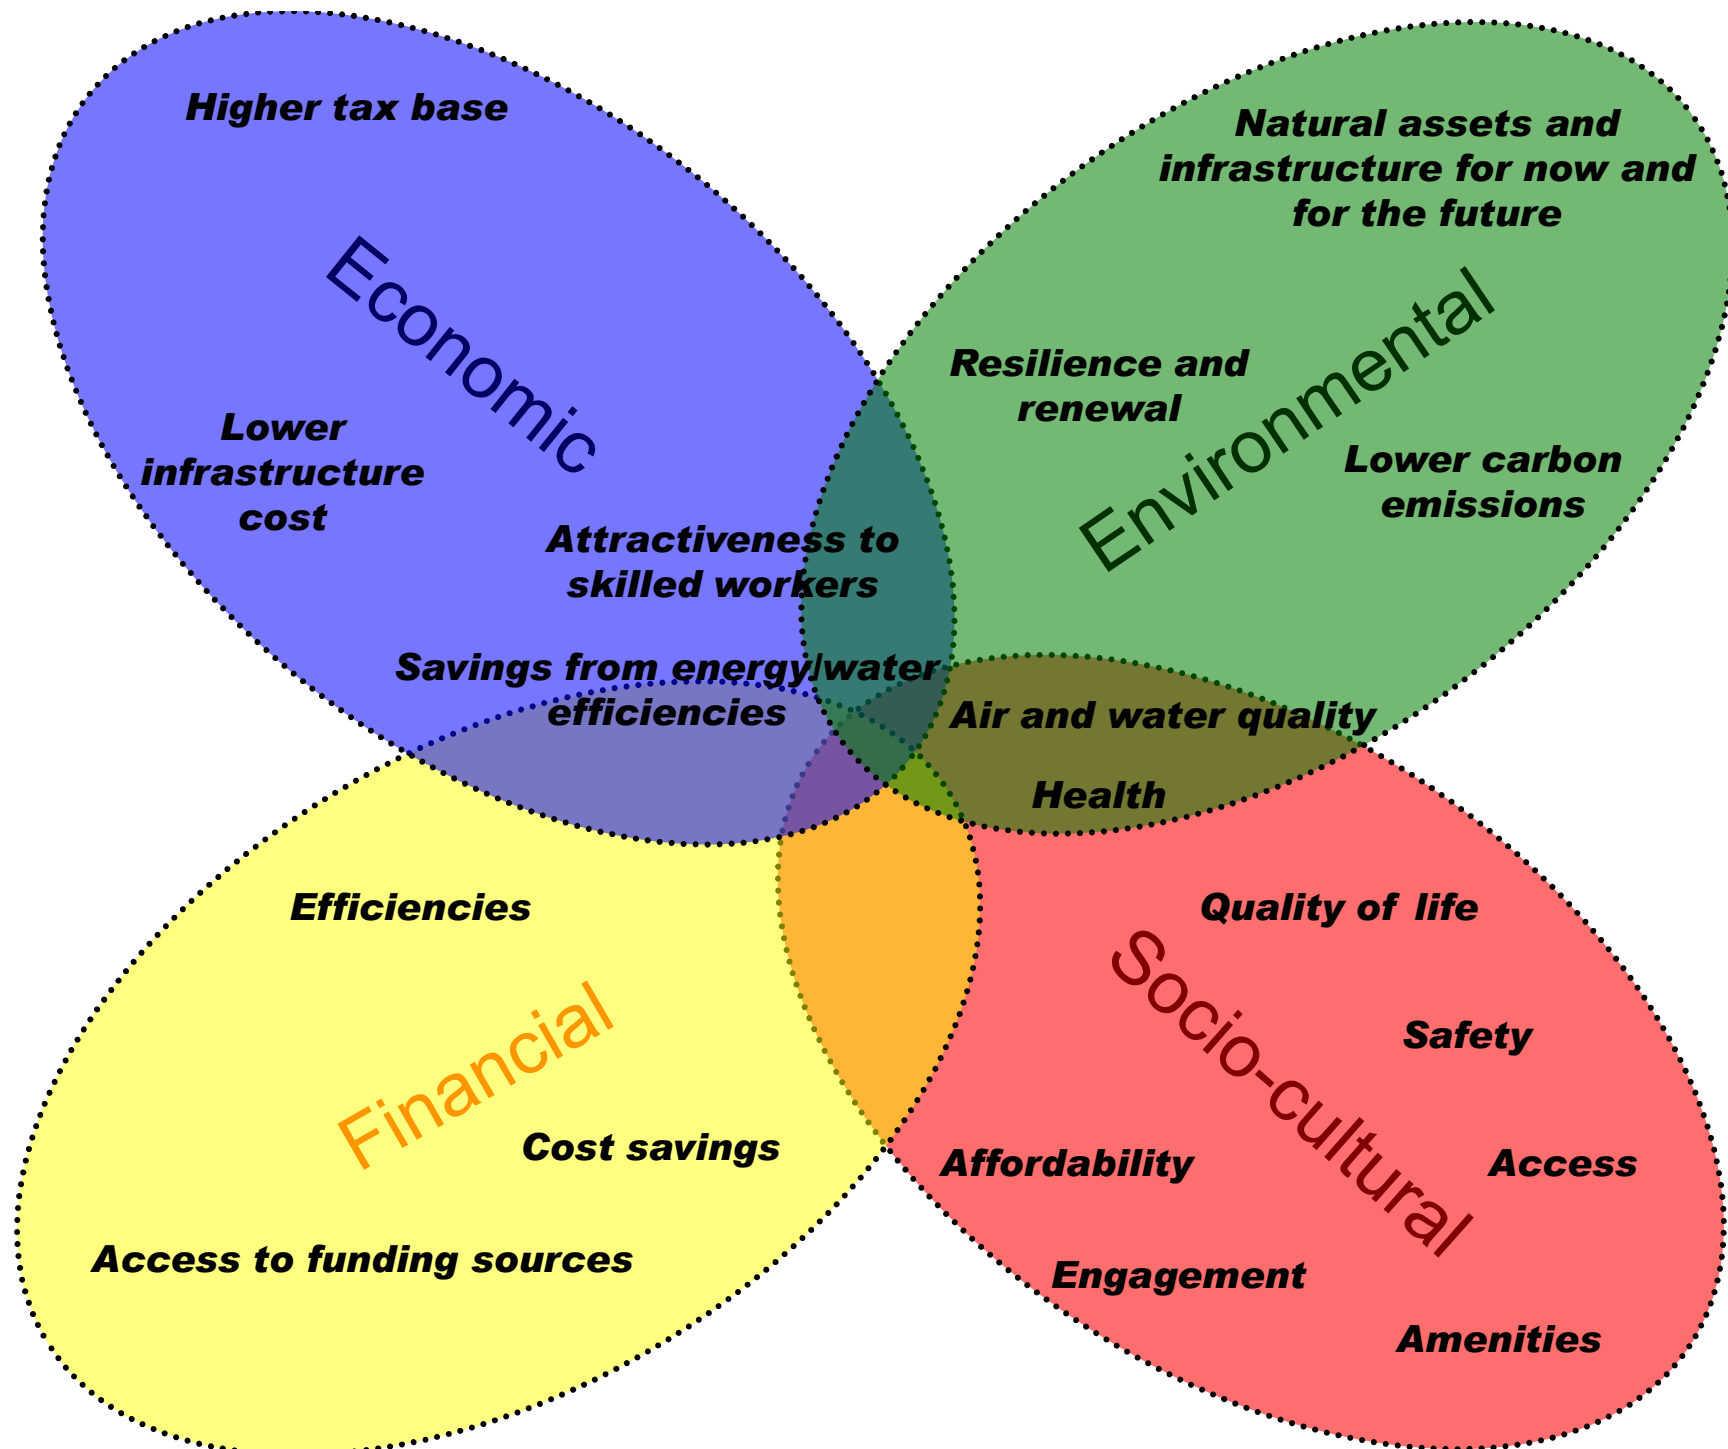 Higher tax base
Economic
Lower
infrastructure
cost
Attractiveness to
skilled workers
Savings from energy/water
efficiencies
Natural assets and
infrastructure for now and
for the future
Environmental
Resilience and
renewal
Lower carbon
emissions
Air and water quality
Health
Efficiencies
Financial
Cost savings
Access to funding sources
Quality of life
Socio-cultural
Safety
Affordability
Access
Engagement
Amenities